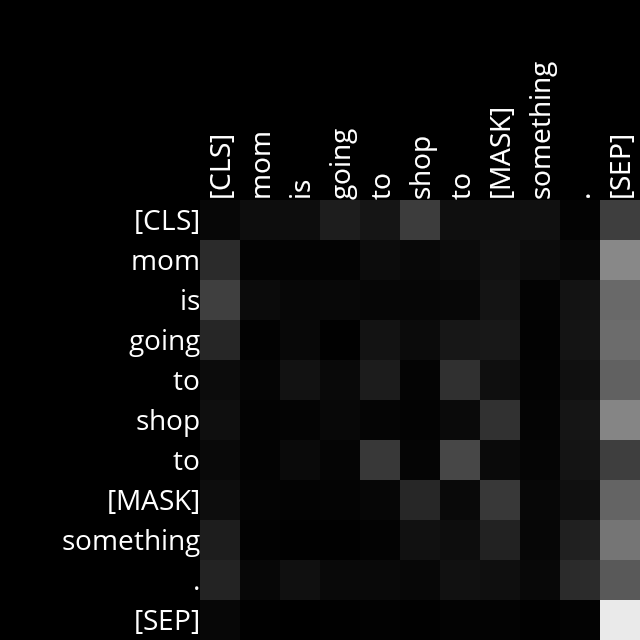 [CLS] mom is going to shop to [MASK] something . [SEP]
[CLS]
mom
is
going
to
shop
to
[MASK]
something
.
[SEP]